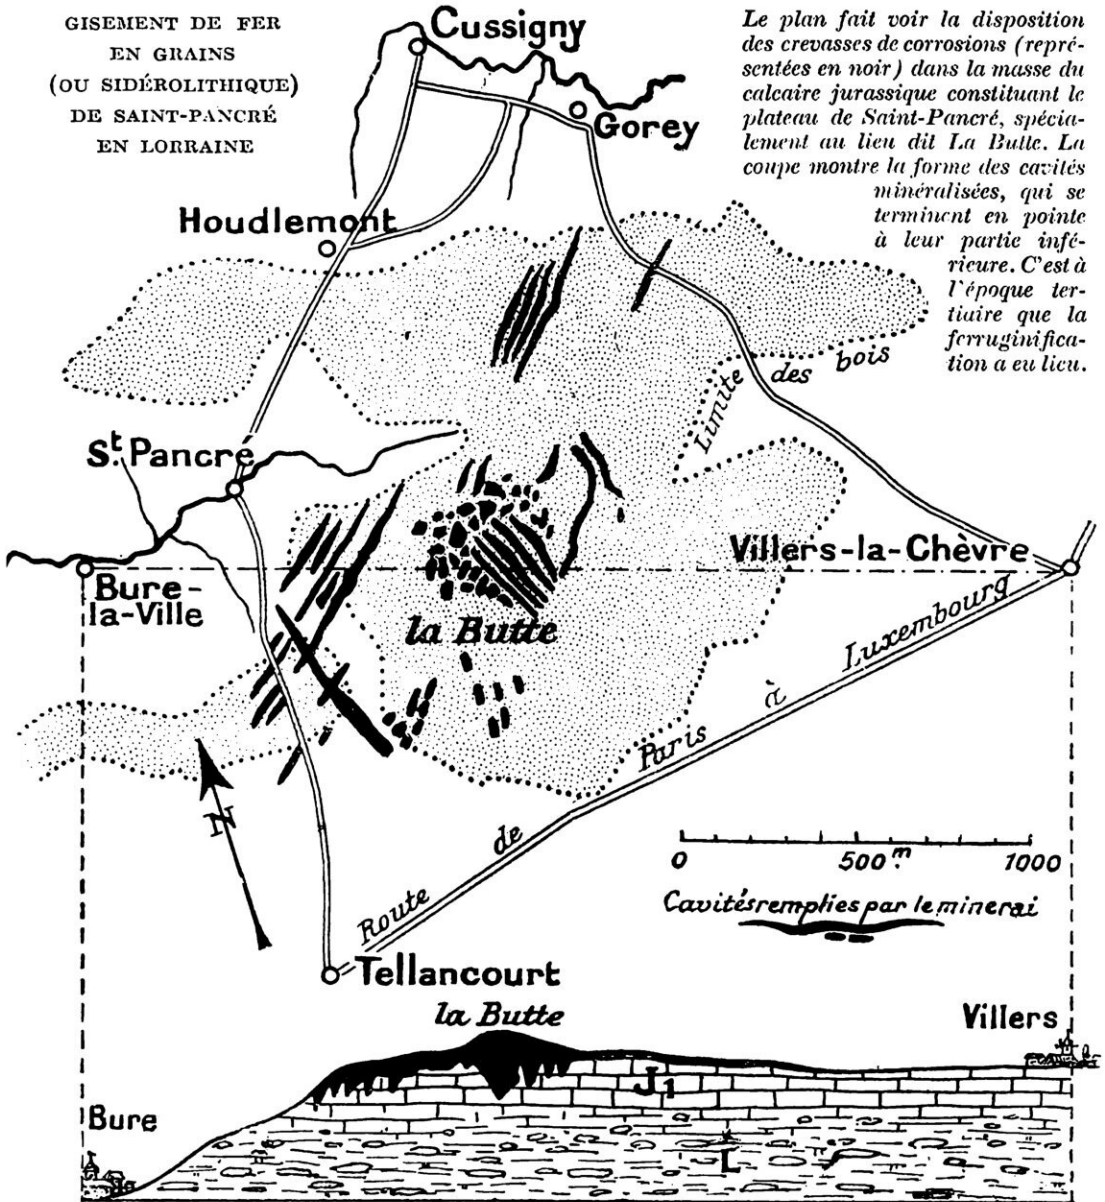 GISEMENT DE FER
EN GRAINS
(OU SIDÉROLITHIQUE)
DE SAINT-PANCRÉ
EN LORRAINE
Le plan fait voir la disposition
des crevasses de corrosions (repré-
sentées en noir) dans la masse du
calcaire jurassique constituant le
plateau de Saint-Pancré, spécia-
lement au lieu dit La Butte. La
coupe montre la forme des cavités
minéralisées, qui se
terminent en pointe
à leur partie infé-
rieure. C'est à
l'époque ter-
tiaire que la
ferruginifica-
tion a eu lieu.
Cussigny
Gorey
Houdlemont
Limite des bois
St. Pancre
Villers-la-Chèvre
Bure-
la-Ville
la Butte
Route de Paris à Luxembourg
N
0 500.m 1000
Cavités remplies par le minerai
Tellancourt
la Butte
Villers
J1
Bure
L